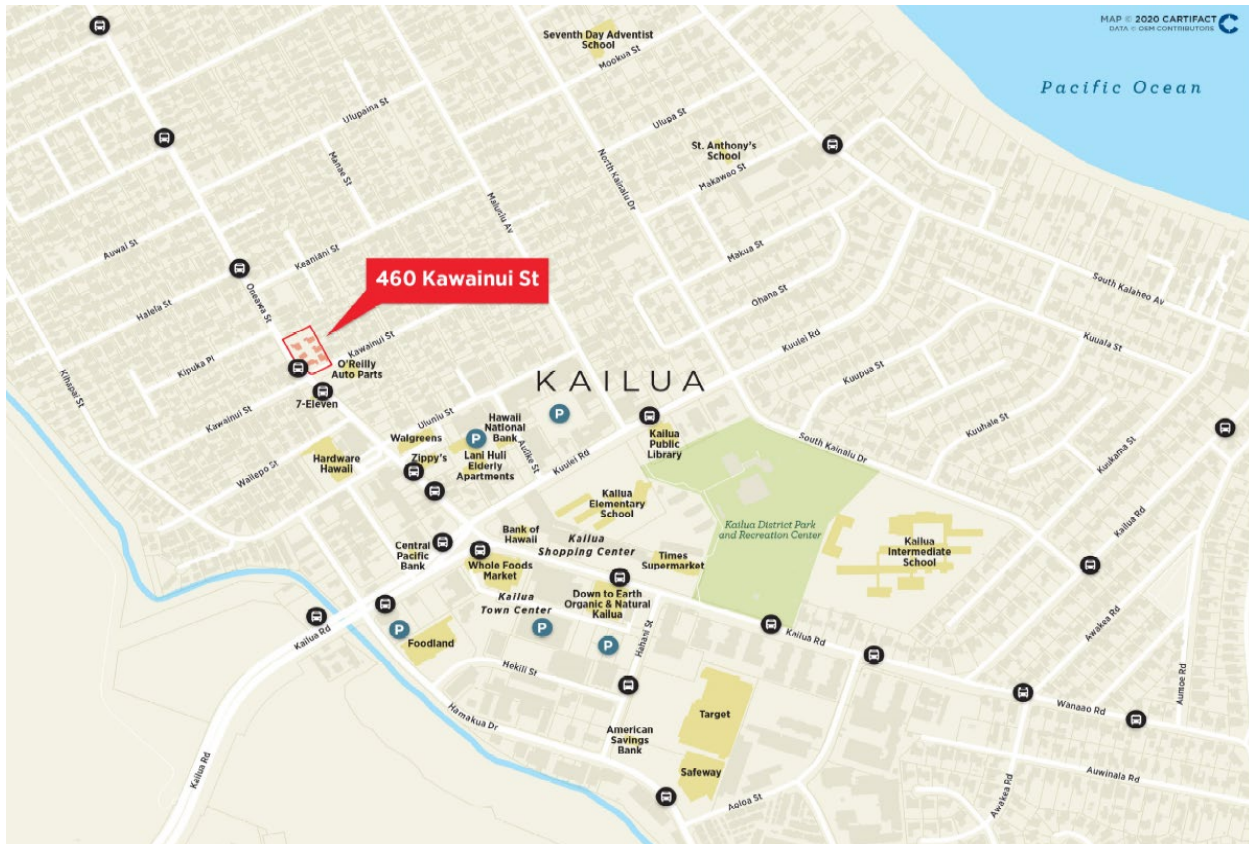 MAP © 2020 CARTIFACT
DATA © OSM CONTRIBUTORS
Pacific Ocean
Seventh Day Adventist
School
Mookua St
Ulupaina St
Ulupa St
Manae St
St. Anthony's
School
Makawao St
North Kainalu Dr
Maluniu Av
Auwai St
Keaniani St
Makua St
460 Kawainui St
Oneawa St
Halela St
Ohana St
South Kalaheo Av
Kuulei Rd
Kuuala St
Kawainui St
O'Reilly
Auto Parts
Kipuka Pl
Kihapai St
Kuupua St
KAILUA
7-Eleven
P
Kawainui St
Uluniu St
Hawaii
National
Bank
Walgreens
P
Kuuhale St
Kailua
Public
Library
South Kainalu Dr
Kuukama St
Aulike St
Zippy's
Lani Huli
Elderly
Apartments
Kuulei Rd
Hardware
Hawaii
Wailepo St
Kailua
Elementary
School
Kailua District Park
and Recreation Center
Kailua
Intermediate
School
Kailua Rd
Bank of
Hawaii
Kailua
Shopping Center
Central
Pacific
Bank
Whole Foods
Market
Times
Supermarket
Down to Earth
Organic & Natural
Kailua
Kailua
Town Center
Awakea Rd
P
P
P
Kailua Rd
Foodland
Kailua Rd
Hahani St
Hekili St
Aumoe Rd
Wanaao Rd
Hamakua Dr
Target
American
Savings
Bank
Kailua Rd
Safeway
Auwinala Rd
Awakea Rd
Aoloa St